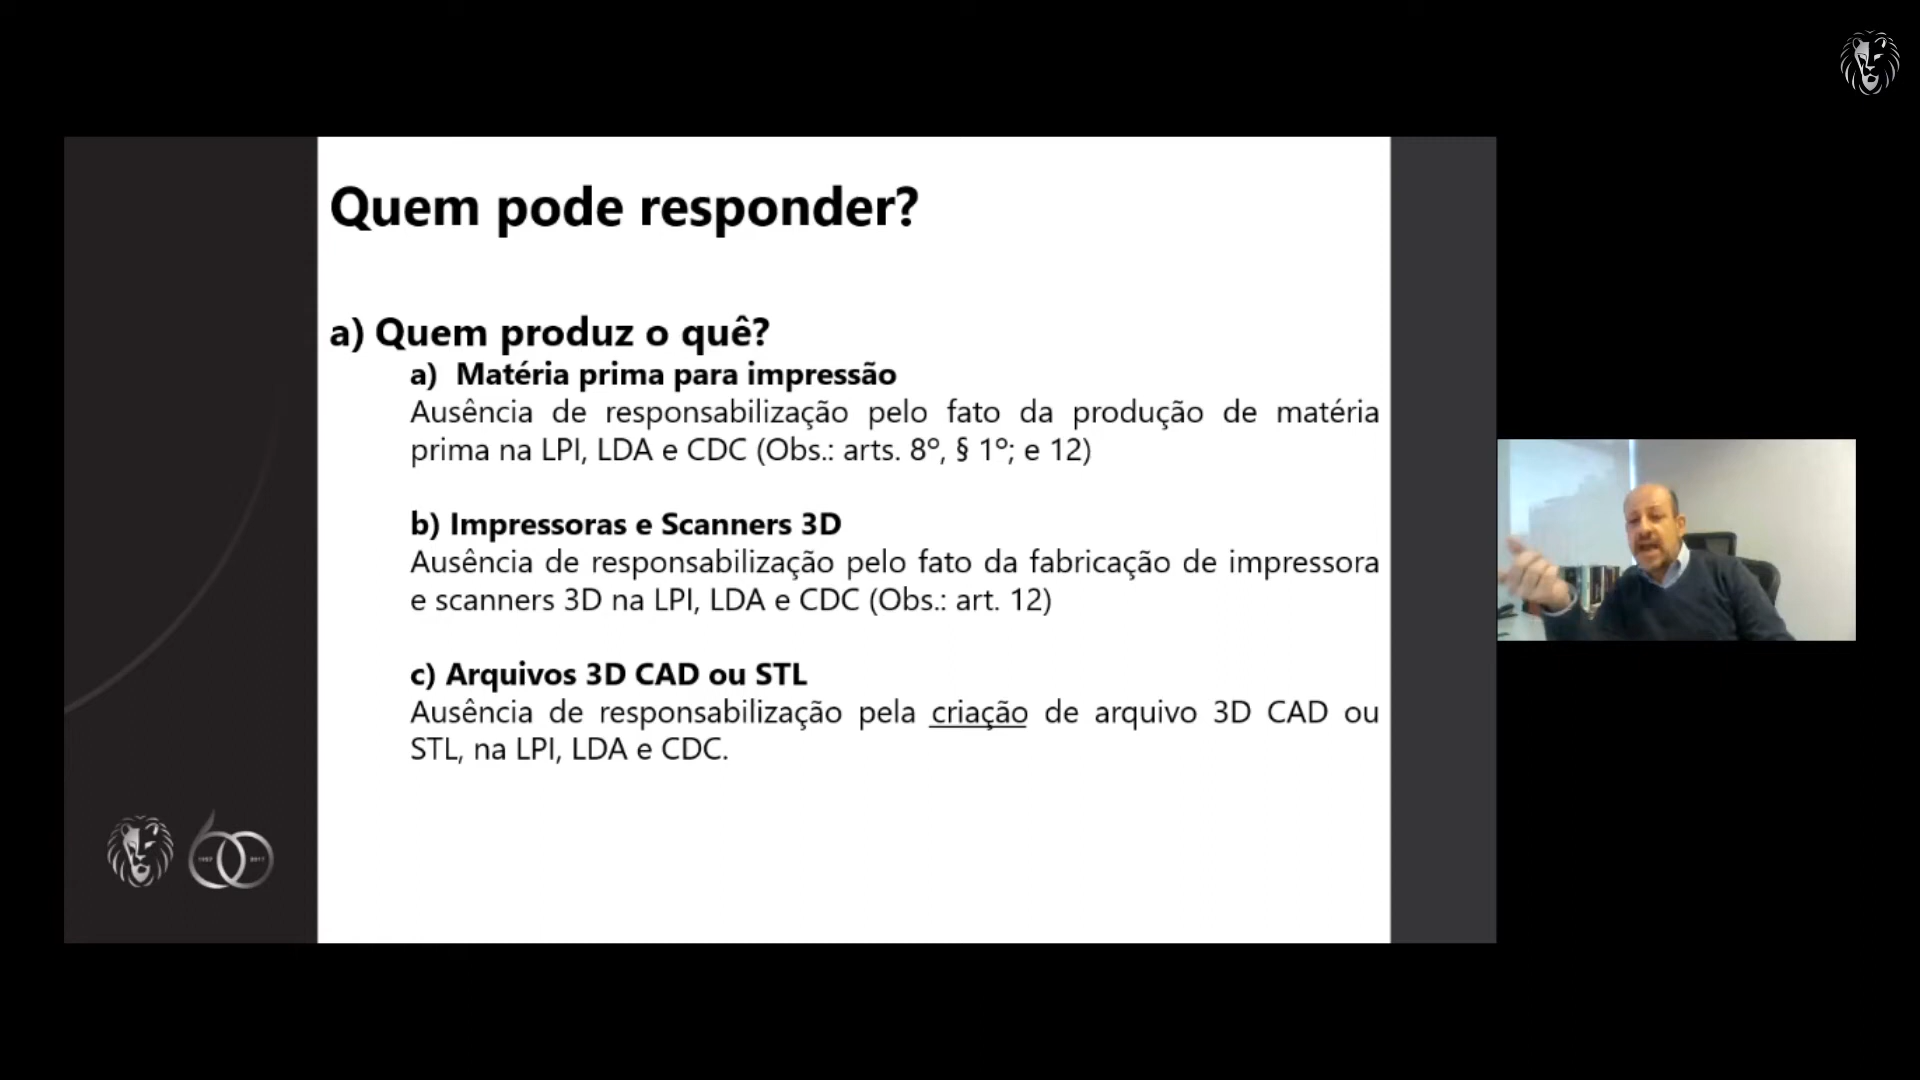 Quem pode responder?
a) Quem produz o quê?
a) Matéria prima para impressão
Ausência de responsabilização pelo fato da produção de matéria
prima na LPI, LDA e CDC (Obs.: arts. 8º, § 1º; e 12)
b) Impressoras e Scanners 3D
Ausência de responsabilização pelo fato da fabricação de impressora
e scanners 3D na LPI, LDA e CDC (Obs.: art. 12)
c) Arquivos 3D CAD ou STL
Ausência de responsabilização pela criação de arquivo 3D CAD ou
STL, na LPI, LDA e CDC.
60